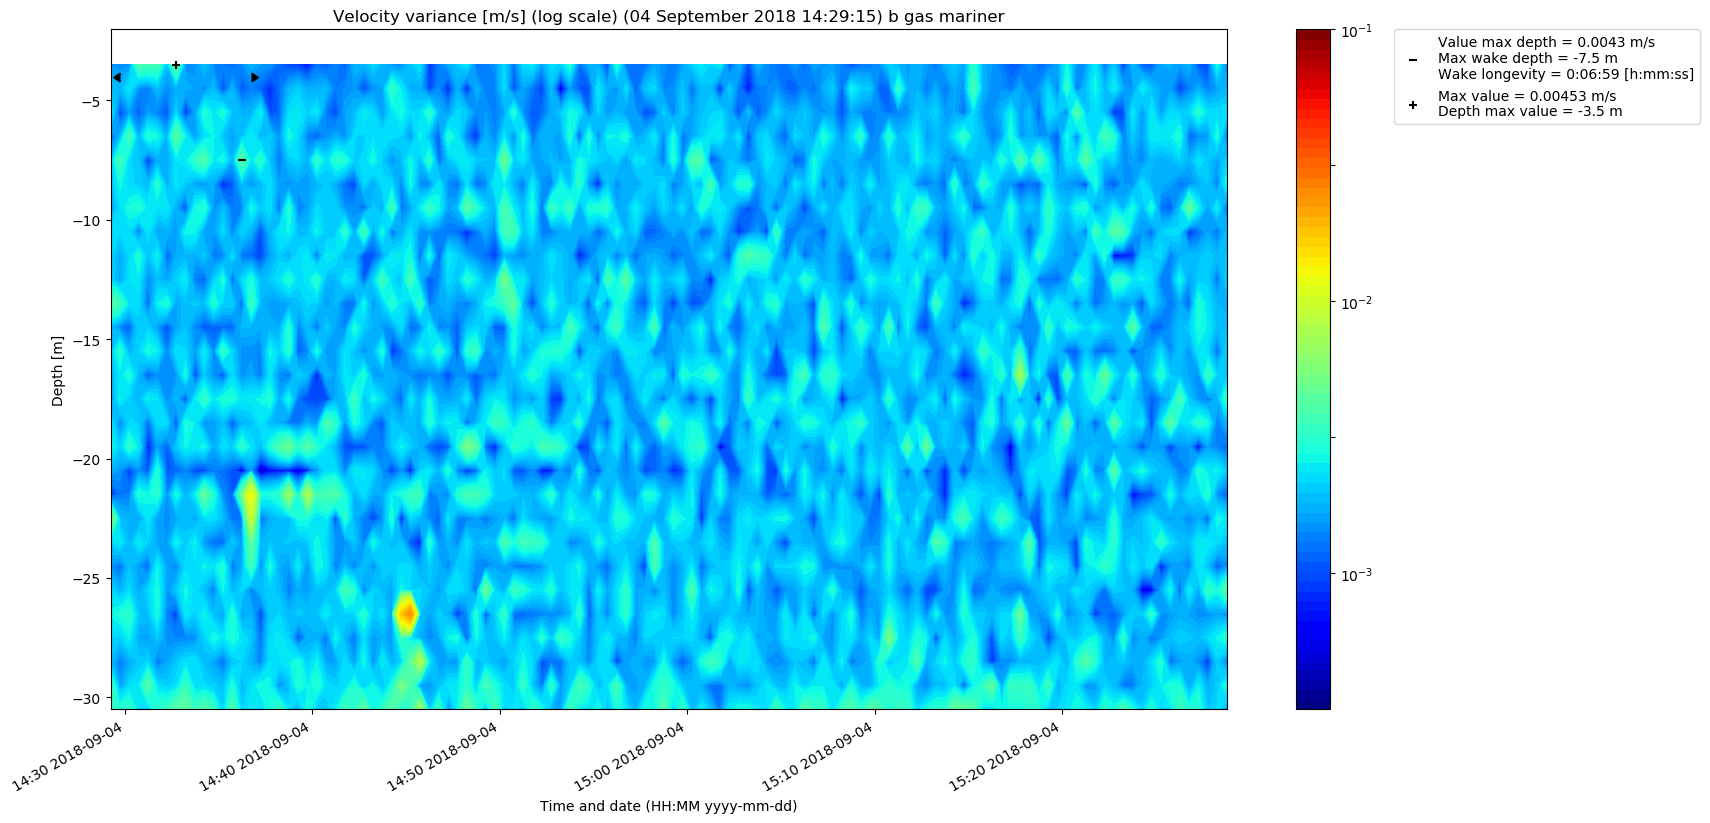 Velocity variance [m/s] (log scale) (04 September 2018 14:29:15) b gas mariner
Value max depth = 0.0043 m/s
Max wake depth = -7.5 m
Wake longevity = 0:06:59 [h:mm:ss]
Max value = 0.00453 m/s
Depth max value = -3.5 m
10⁻¹
10⁻²
10⁻³
Depth [m]
−5
−10
−15
−20
−25
−30
14:30 2018-09-04
14:40 2018-09-04
14:50 2018-09-04
15:00 2018-09-04
15:10 2018-09-04
15:20 2018-09-04
Time and date (HH:MM yyyy-mm-dd)